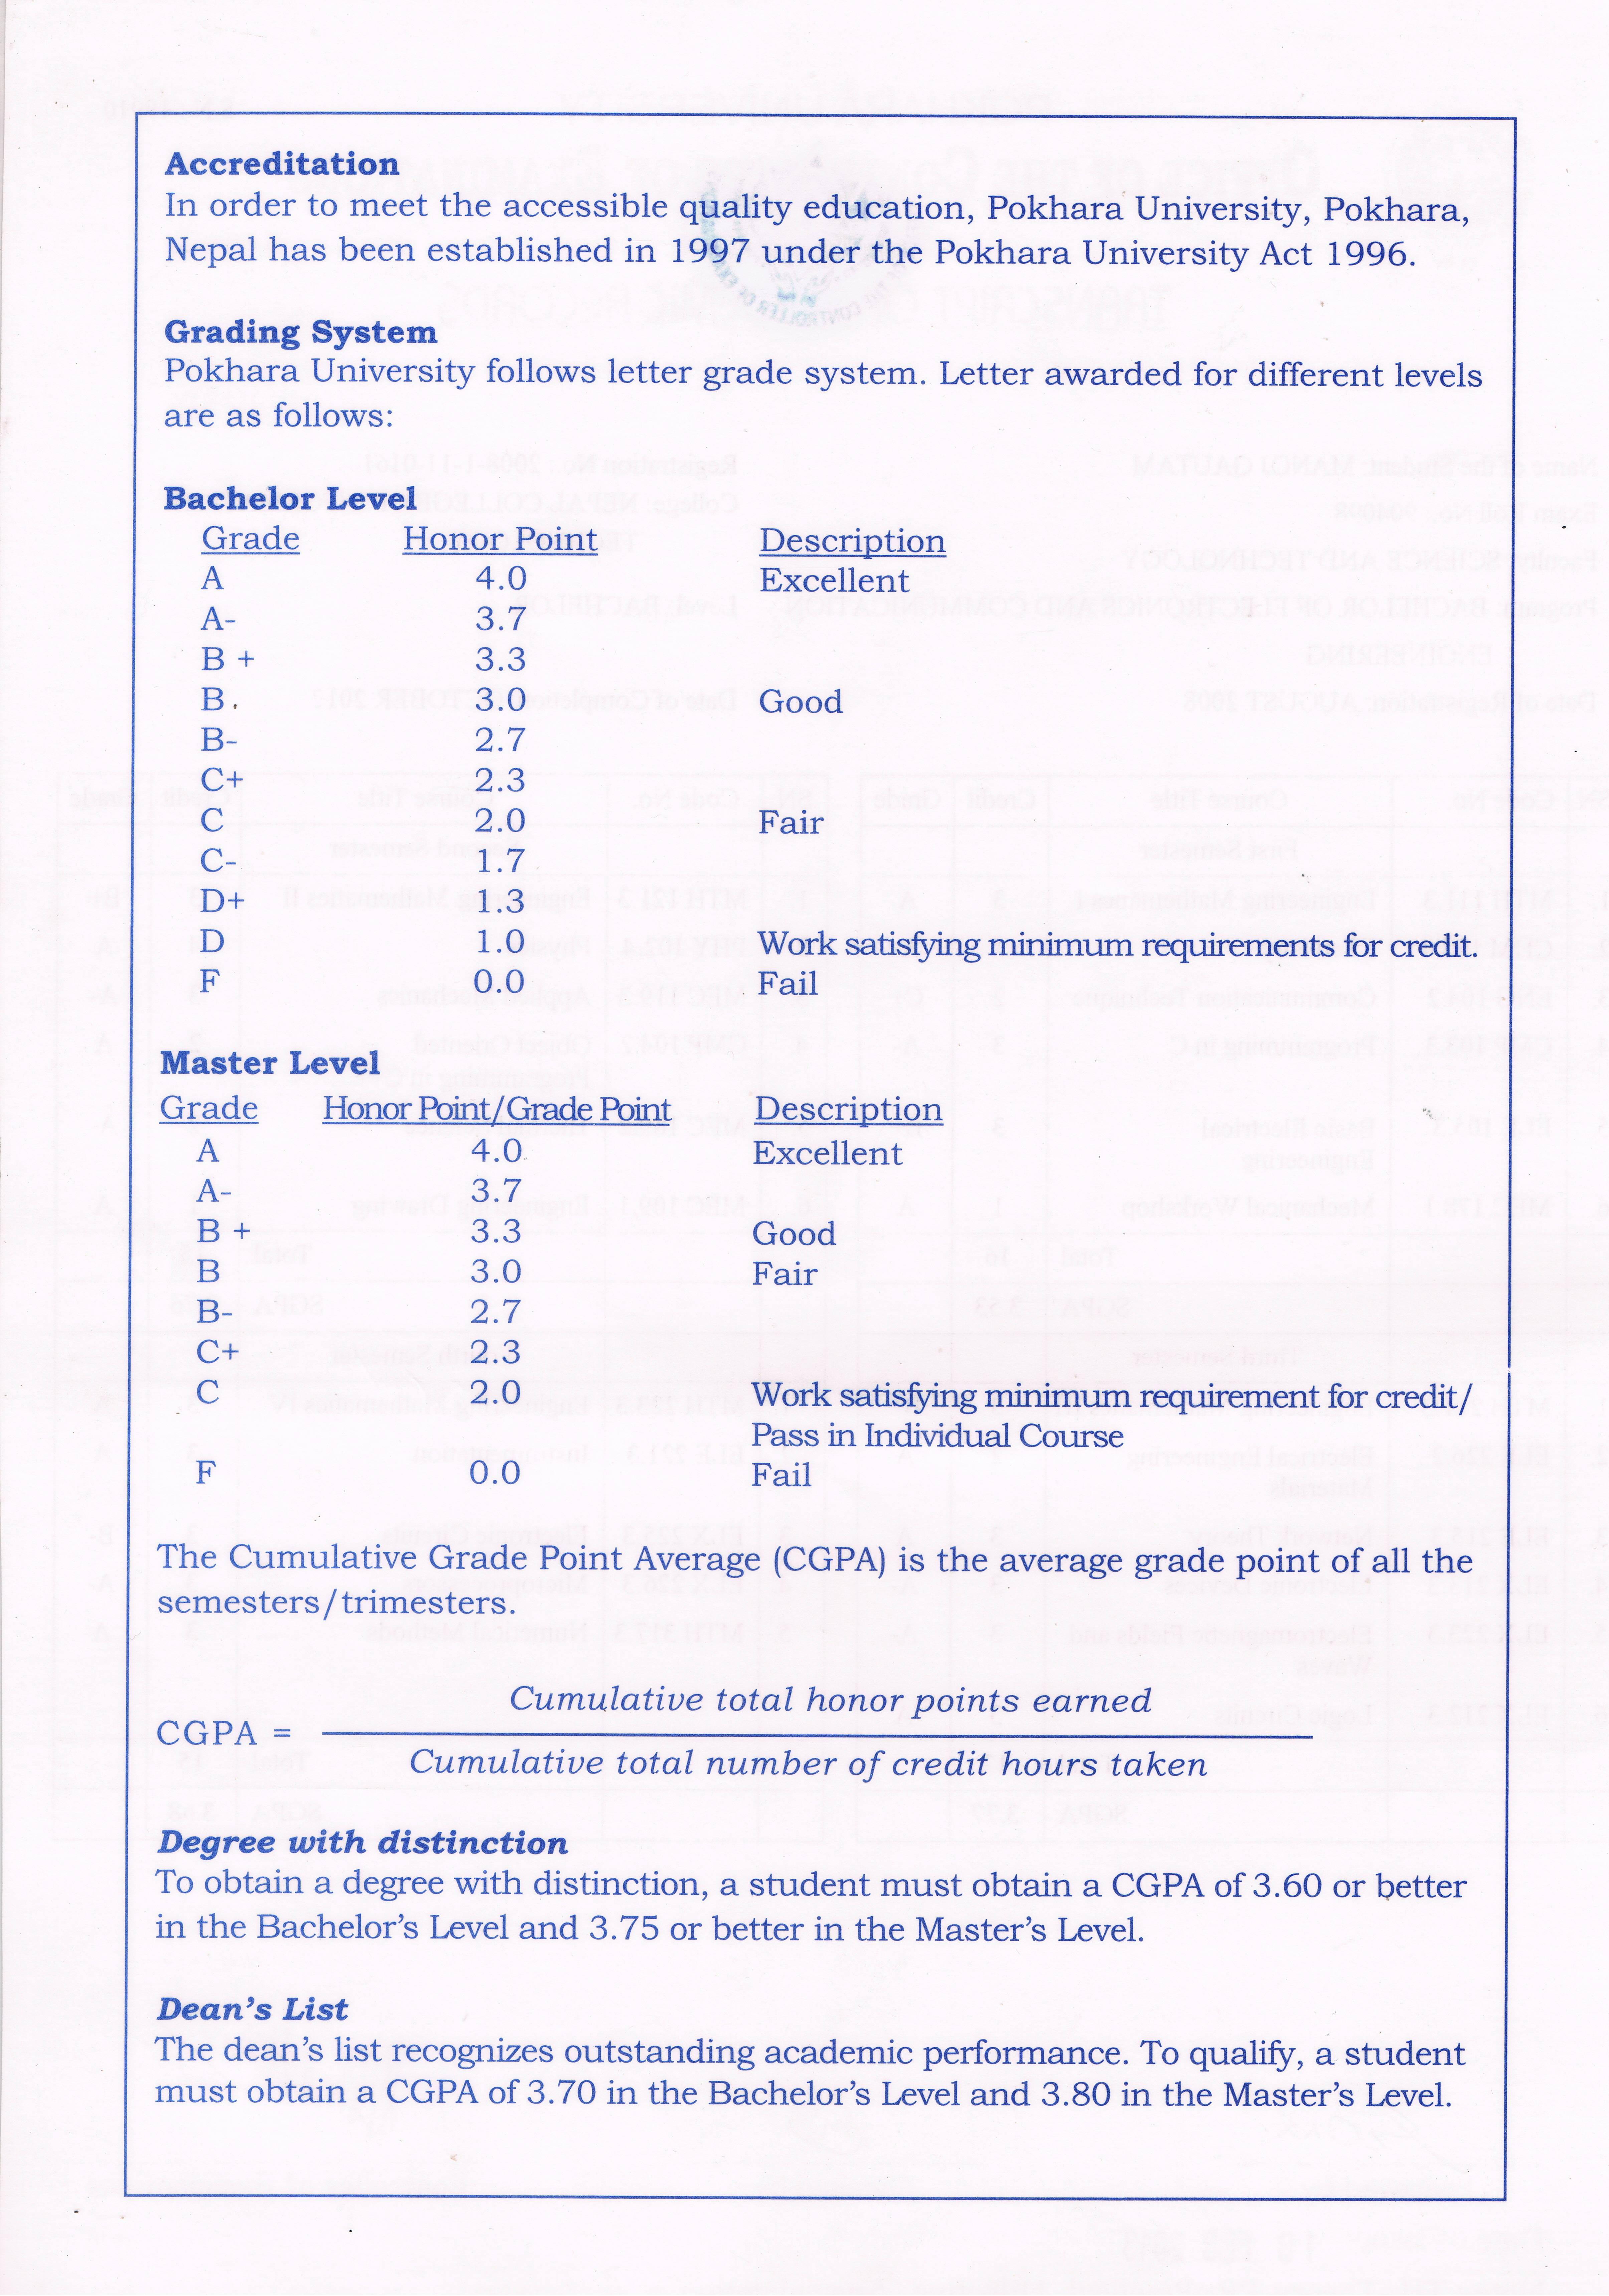 Accreditation
In order to meet the accessible quality education, Pokhara University, Pokhara,
Nepal has been established in 1997 under the Pokhara University Act 1996.
Grading System
Pokhara University follows letter grade system. Letter awarded for different levels
are as follows:
Bachelor Level
Grade Honor Point Description
A 4.0 Excellent
A- 3.7
B + 3.3
B 3.0 Good
B- 2.7
C+ 2.3
C 2.0 Fair
C- 1.7
D+ 1.3
D 1.0 Work satisfying minimum requirements for credit.
F 0.0 Fail
Master Level
Grade Honor Point/Grade Point Description
A 4.0 Excellent
A- 3.7
B + 3.3 Good
B 3.0 Fair
B- 2.7
C+ 2.3
C 2.0 Work satisfying minimum requirement for credit/
Pass in Individual Course
F 0.0 Fail
The Cumulative Grade Point Average (CGPA) is the average grade point of all the
semesters/trimesters.
Cumulative total honor points earned
CGPA =
Cumulative total number of credit hours taken
Degree with distinction
To obtain a degree with distinction, a student must obtain a CGPA of 3.60 or better
in the Bachelor's Level and 3.75 or better in the Master's Level.
Dean's List
The dean's list recognizes outstanding academic performance. To qualify, a student
must obtain a CGPA of 3.70 in the Bachelor's Level and 3.80 in the Master's Level.